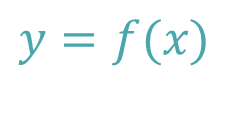 y = f(x)